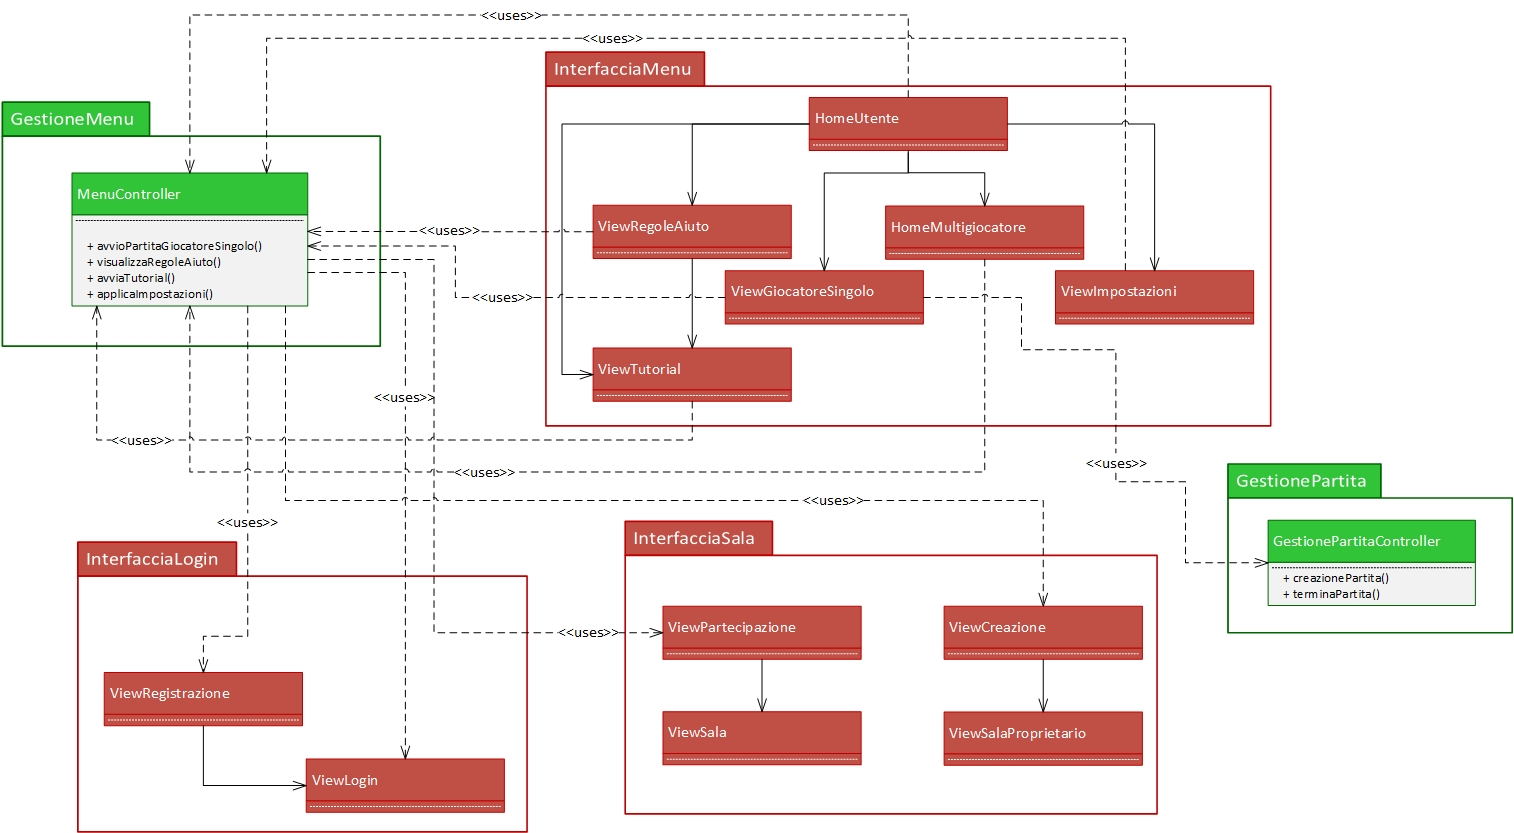 <<uses>>
<<uses>>
InterfacciaMenu
GestioneMenu
HomeUtente
MenuController
+ avvioPartitaGiocatoreSingolo()
+ visualizzaRegoleAiuto()
+ avviaTutorial()
+ applicaImpostazioni()
<<uses>>
ViewRegoleAiuto
HomeMultigiocatore
<<uses>>
ViewGiocatoreSingolo
ViewImpostazioni
ViewTutorial
<<uses>>
<<uses>>
<<uses>>
<<uses>>
GestionePartita
<<uses>>
<<uses>>
InterfacciaLogin
InterfacciaSala
GestionePartitaController
+ creazionePartita()
+ terminaPartita()
<<uses>>
ViewPartecipazione
ViewCreazione
ViewRegistrazione
ViewSala
ViewSalaProprietario
ViewLogin